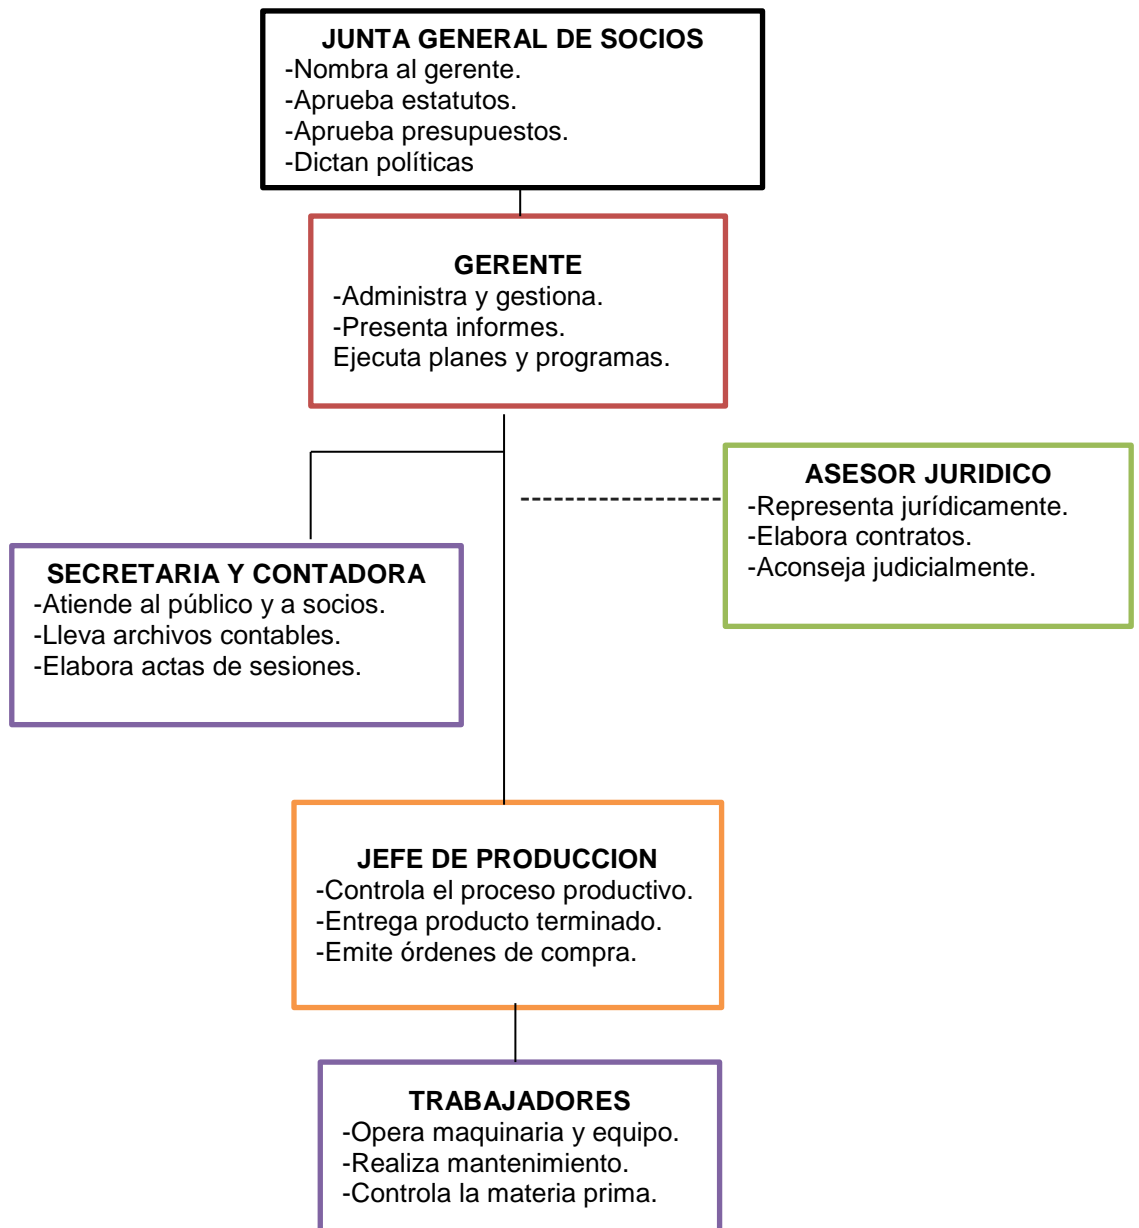 JUNTA GENERAL DE SOCIOS
-Nombra al gerente.
-Aprueba estatutos.
-Aprueba presupuestos.
-Dictan políticas
GERENTE
-Administra y gestiona.
-Presenta informes.
Ejecuta planes y programas.
ASESOR JURIDICO
-Representa jurídicamente.
-Elabora contratos.
-Aconseja judicialmente.
SECRETARIA Y CONTADORA
-Atiende al público y a socios.
-Lleva archivos contables.
-Elabora actas de sesiones.
JEFE DE PRODUCCION
-Controla el proceso productivo.
-Entrega producto terminado.
-Emite órdenes de compra.
TRABAJADORES
-Opera maquinaria y equipo.
-Realiza mantenimiento.
-Controla la materia prima.